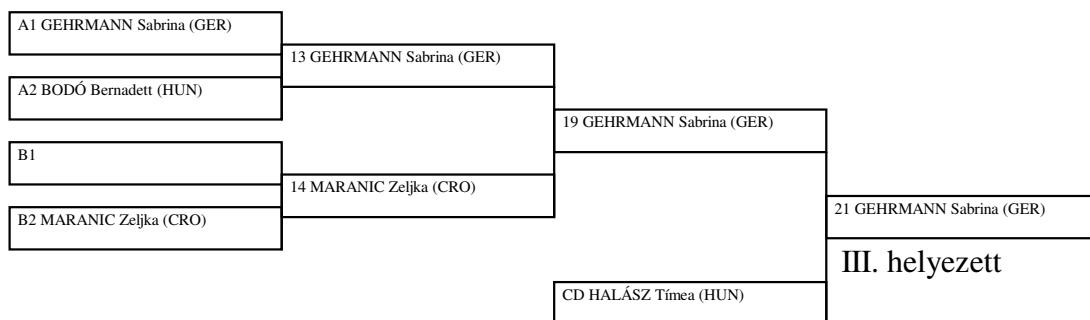 A1 GEHRMANN Sabrina (GER)
13 GEHRMANN Sabrina (GER)
A2 BODÓ Bernadett (HUN)
19 GEHRMANN Sabrina (GER)
B1
14 MARANIC Zeljka (CRO)
B2 MARANIC Zeljka (CRO)
21 GEHRMANN Sabrina (GER)
III. helyezett
CD HALÁSZ Tímea (HUN)